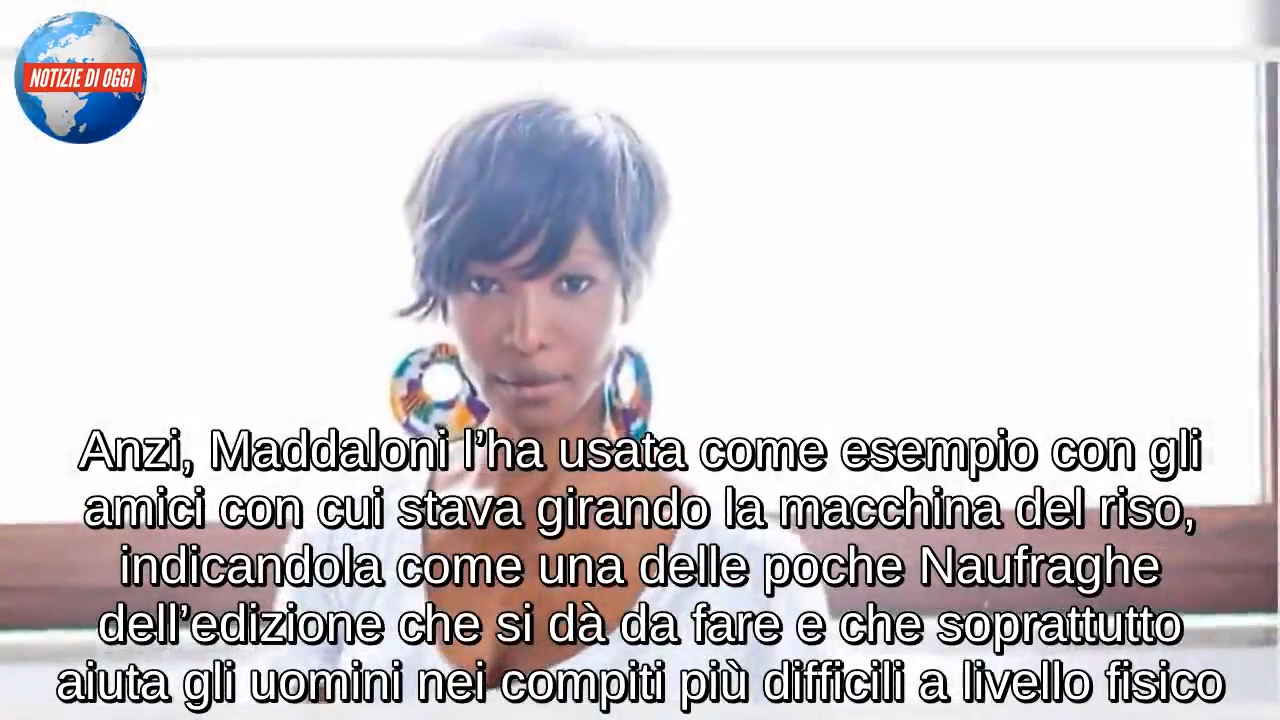 NOTIZIE DI OGGI
Anzi, Maddaloni l’ha usata come esempio con gli
amici con cui stava girando la macchina del riso,
indicandola come una delle poche Naufraghe
dell’edizione che si dà da fare e che soprattutto
aiuta gli uomini nei compiti più difficili a livello fisico